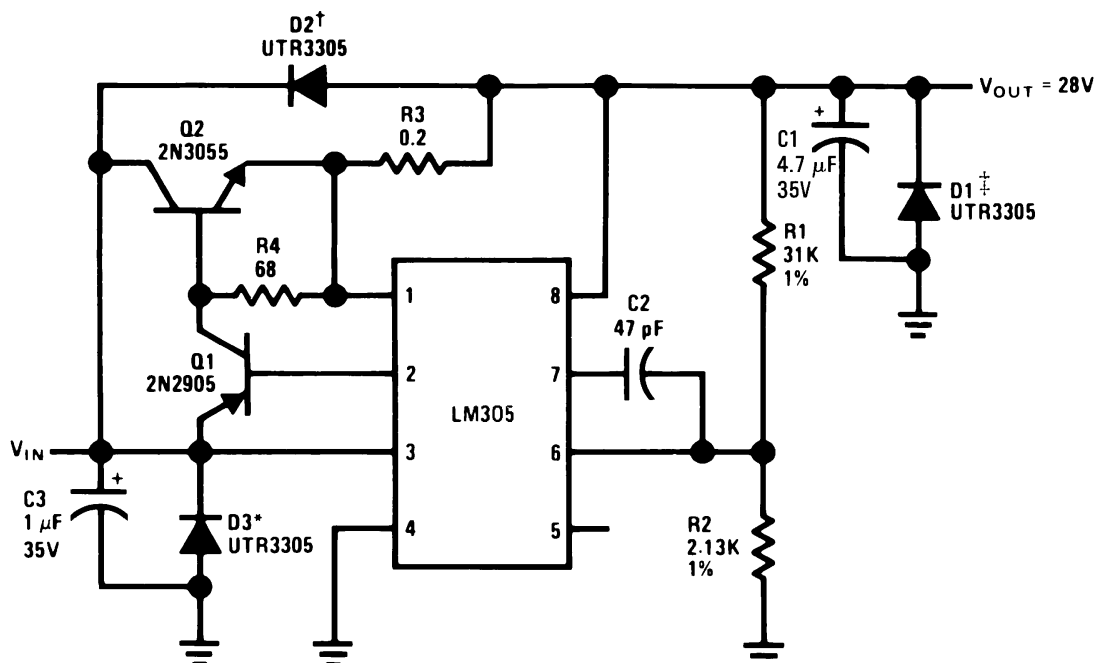 D2†
UTR3305
VOUT = 28V
Q2
2N3055
R3
0.2
C1
4.7 μF
35V
D1‡
UTR3305
R4
68
R1
31K
1%
1
8
C2
47 pF
Q1
2N2905
2
7
LM305
VIN
3
6
C3
1 μF
35V
D3*
UTR3305
4
5
R2
2.13K
1%
+
+